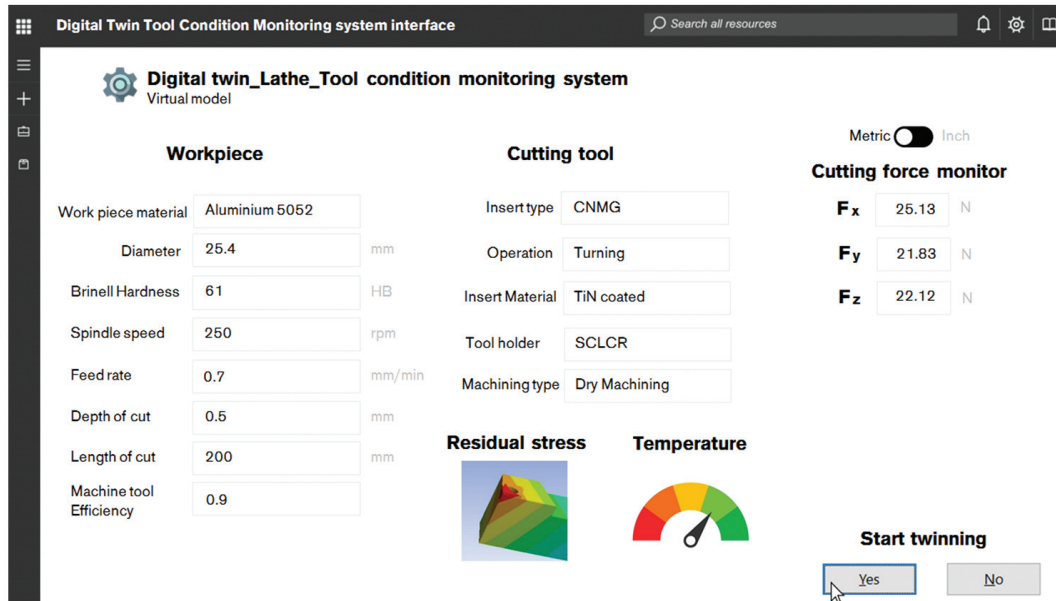 Digital Twin Tool Condition Monitoring system interface
Search all resources
Digital twin_Lathe_Tool condition monitoring system
Virtual model
Workpiece
Work piece material Aluminium 5052
Diameter 25.4 mm
Brinell Hardness 61 HB
Spindle speed 250 rpm
Feed rate 0.7 mm/min
Depth of cut 0.5 mm
Length of cut 200 mm
Machine tool
Efficiency 0.9
Cutting tool
Insert type CNMG
Operation Turning
Insert Material TiN coated
Tool holder SCLCR
Machining type Dry Machining
Residual stress
Temperature
Metric Inch
Cutting force monitor
Fx 25.13 N
Fy 21.83 N
Fz 22.12 N
Start twinning
Yes No